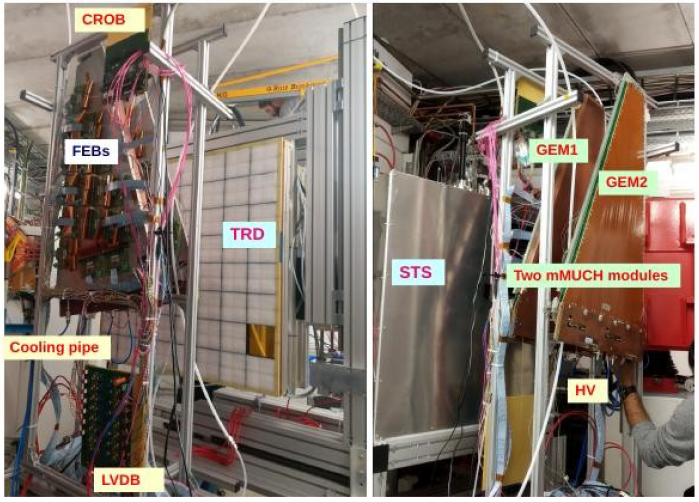 CROB
FEBs
TRD
Cooling pipe
LVDB
GEM1
GEM2
STS
Two mMUCH modules
HV